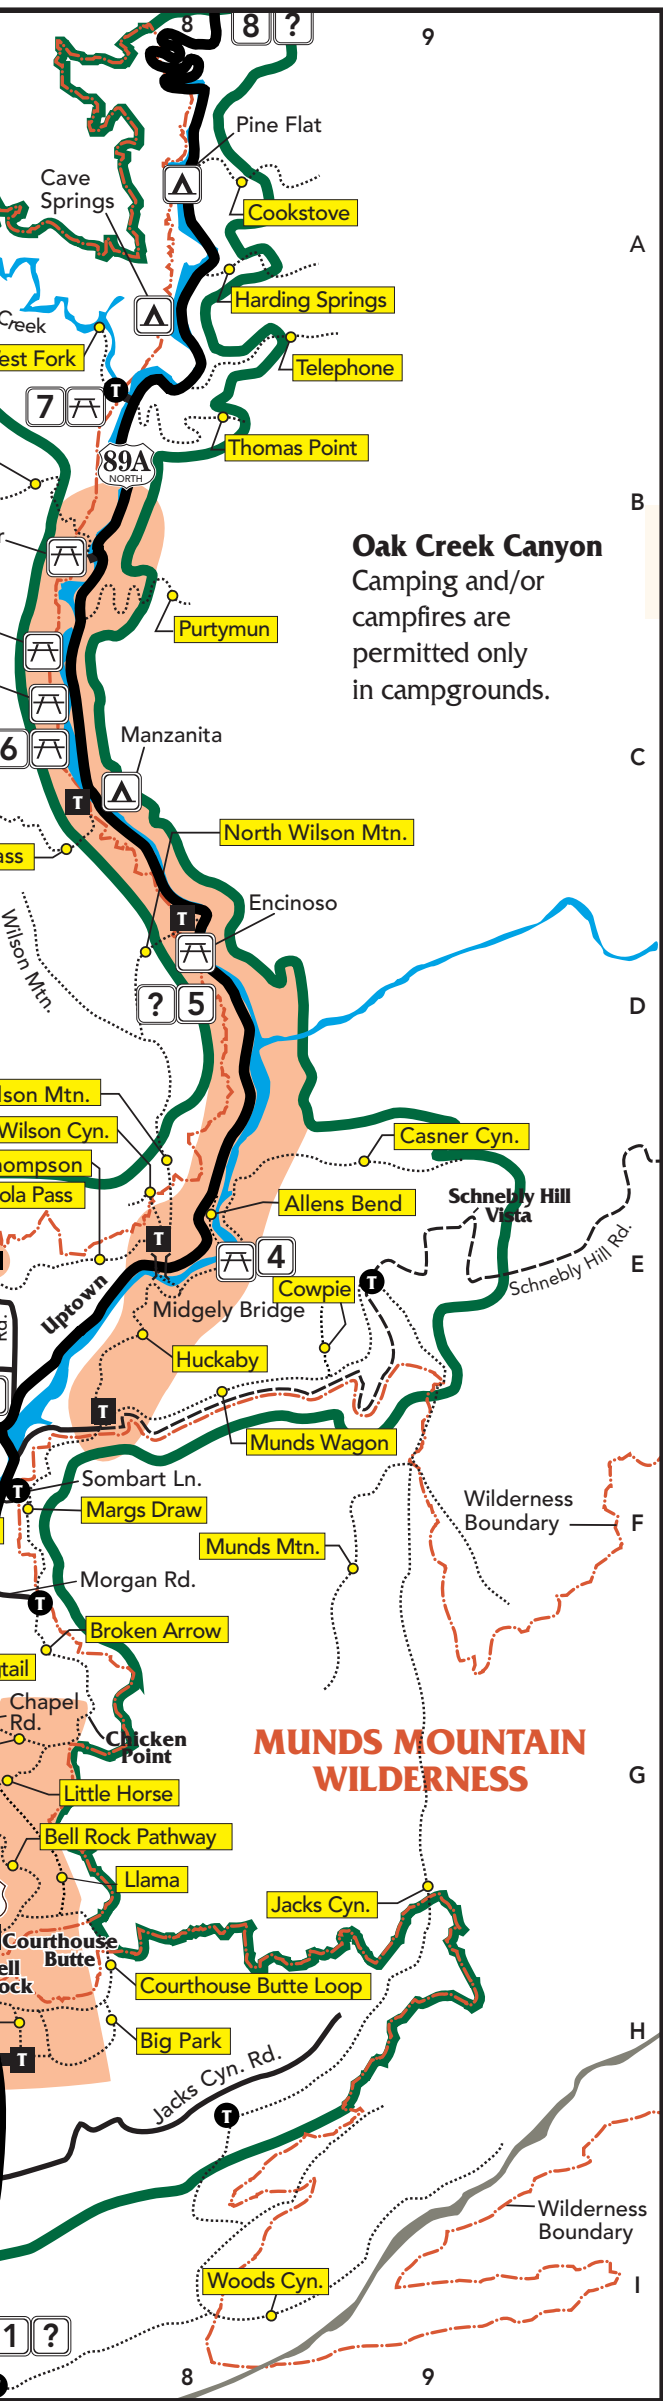 8
8
?
9
Pine Flat
Cave
Springs
Cookstove
A
Harding Springs
Creek
est Fork
Telephone
T
7
Thomas Point
89A
NORTH
B
Oak Creek Canyon
Camping and/or
campfires are
permitted only
in campgrounds.
Purtymun
6
Manzanita
C
T
North Wilson Mtn.
ass
Encinoso
T
Wilson Mtn.
? 5
D
lson Mtn.
Wilson Cyn.
Casner Cyn.
hompson
ola Pass
Allens Bend
Schnebly Hill
Vista
T
4
E
Schnebly Hill Rd.
Cowpie
T
Uptown
Midgely Bridge
Rd.
Huckaby
T
Munds Wagon
Sombart Ln.
T
Margs Draw
Wilderness
Boundary
F
Munds Mtn.
Morgan Rd.
T
Broken Arrow
tail
Chapel
Rd.
Chicken
Point
MUNDS MOUNTAIN
WILDERNESS
G
Little Horse
Bell Rock Pathway
Llama
Jacks Cyn.
Courthouse
Butte
ell
ock
Courthouse Butte Loop
Big Park
H
T
Jacks Cyn. Rd.
T
Wilderness
Boundary
Woods Cyn.
I
1 ?
8
9